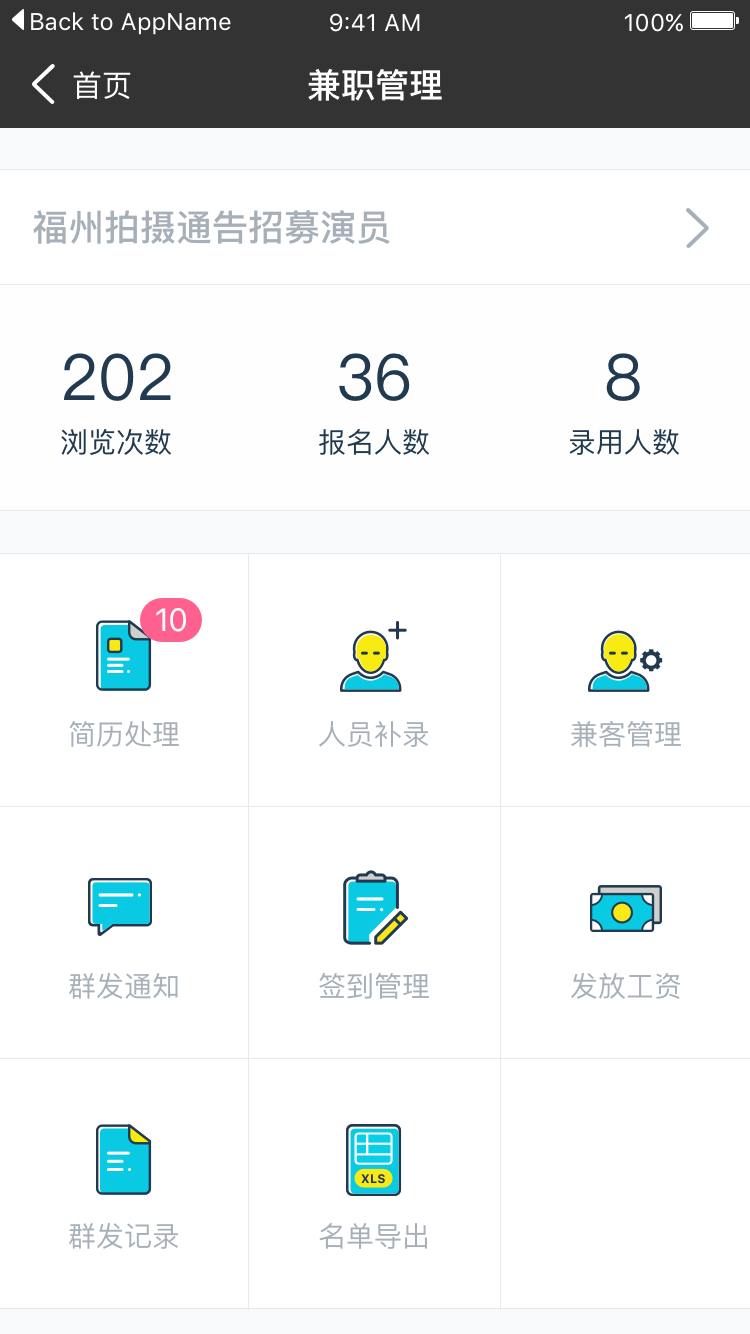 Back to AppName 9:41 AM 100%
首页 兼职管理
福州拍摄通告招募演员
202 36 8
浏览次数 报名人数 录用人数
10
简历处理 人员补录 兼客管理
群发通知 签到管理 发放工资
XLS
群发记录 名单导出